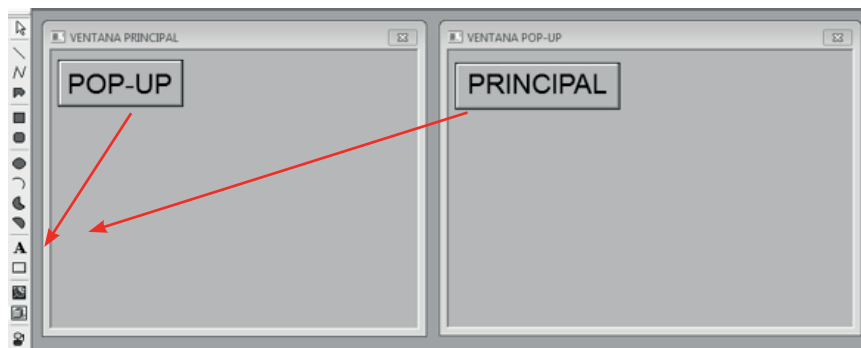 VENTANA PRINCIPAL
POP-UP
VENTANA POP-UP
PRINCIPAL
A